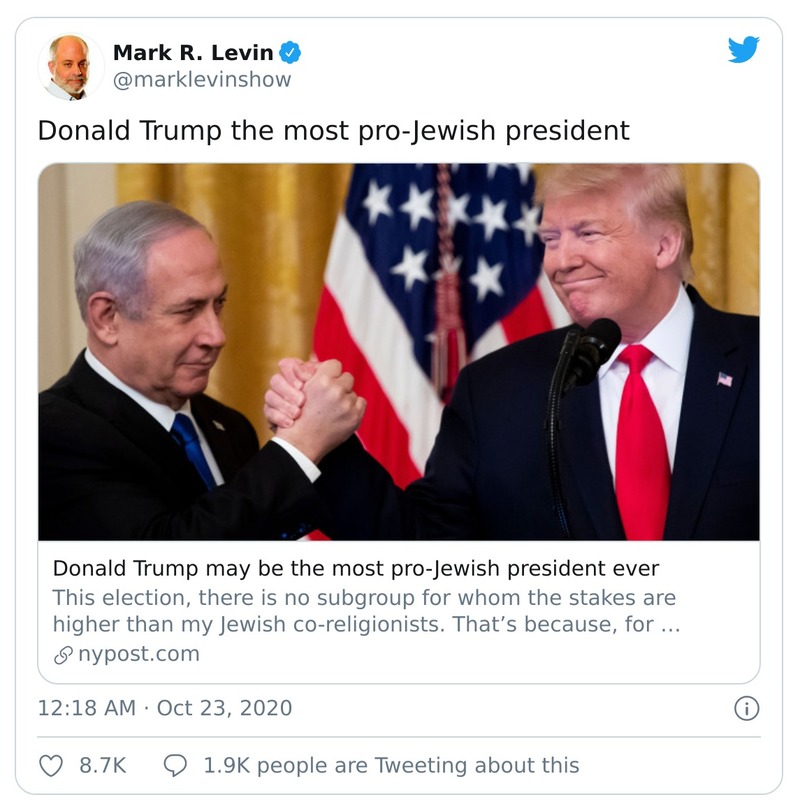 Mark R. Levin
@marklevinshow
Donald Trump the most pro-Jewish president
Donald Trump may be the most pro-Jewish president ever
This election, there is no subgroup for whom the stakes are
higher than my Jewish co-religionists. That’s because, for ...
nypost.com
12:18 AM · Oct 23, 2020
8.7K 1.9K people are Tweeting about this